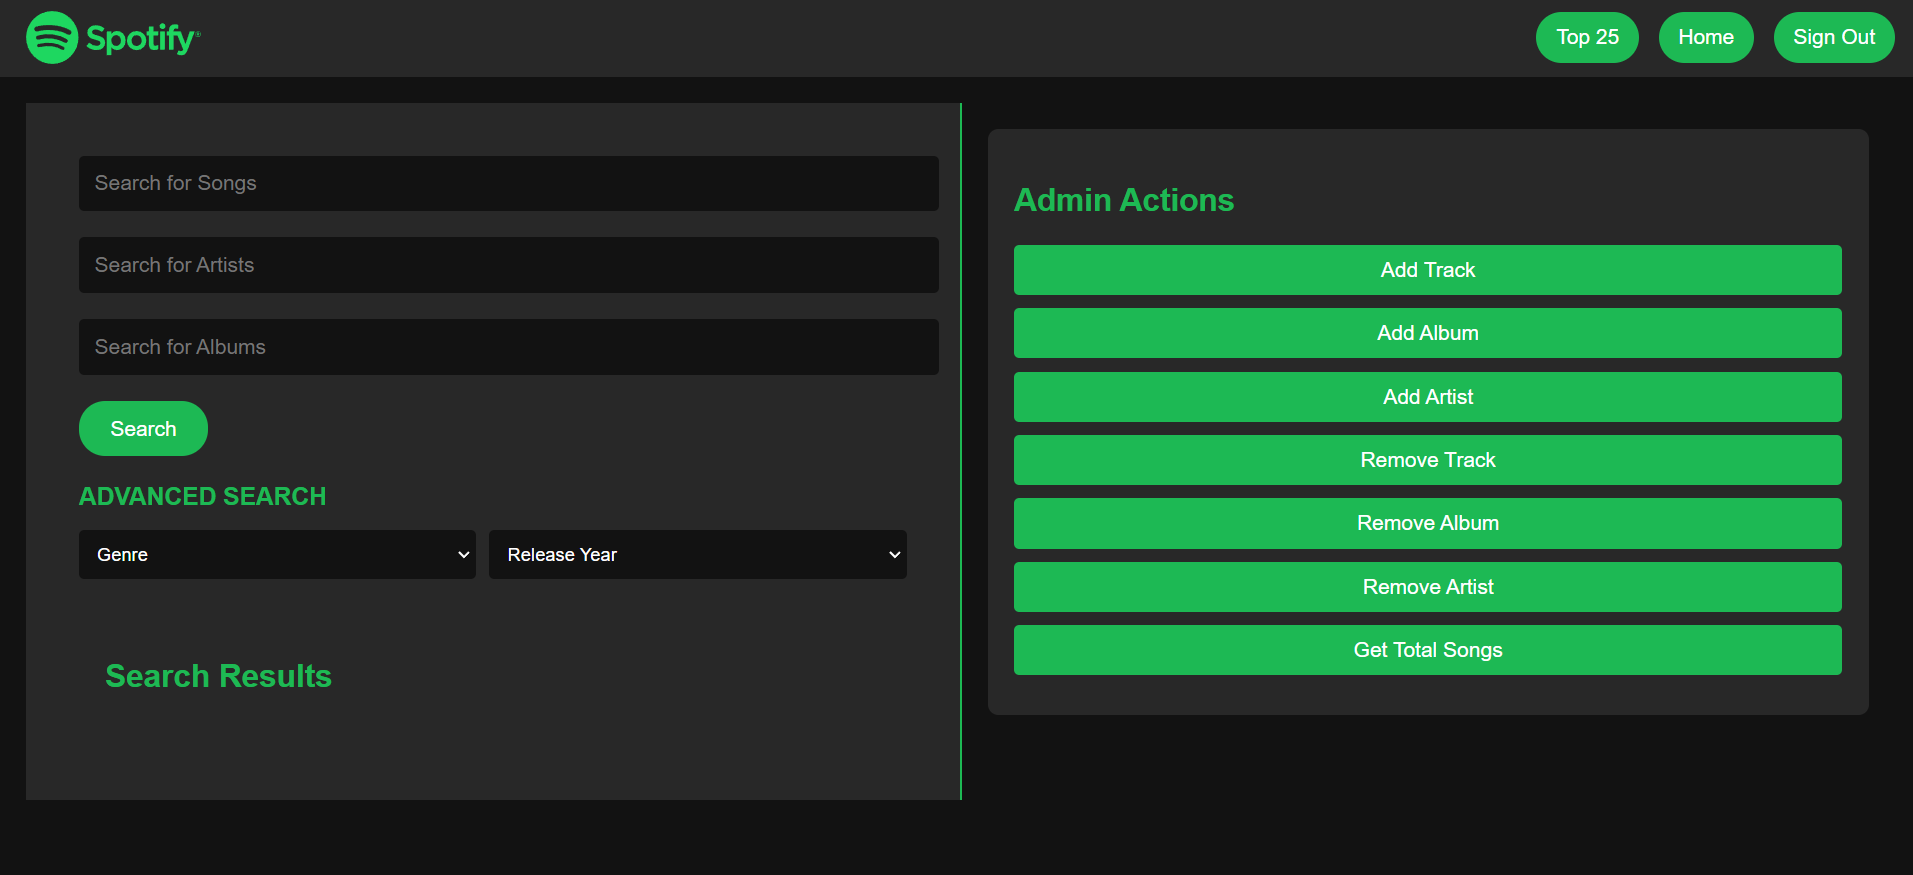 Spotify®
Top 25
Home
Sign Out
Search for Songs
Search for Artists
Search for Albums
Search
ADVANCED SEARCH
Genre
Release Year
Search Results
Admin Actions
Add Track
Add Album
Add Artist
Remove Track
Remove Album
Remove Artist
Get Total Songs